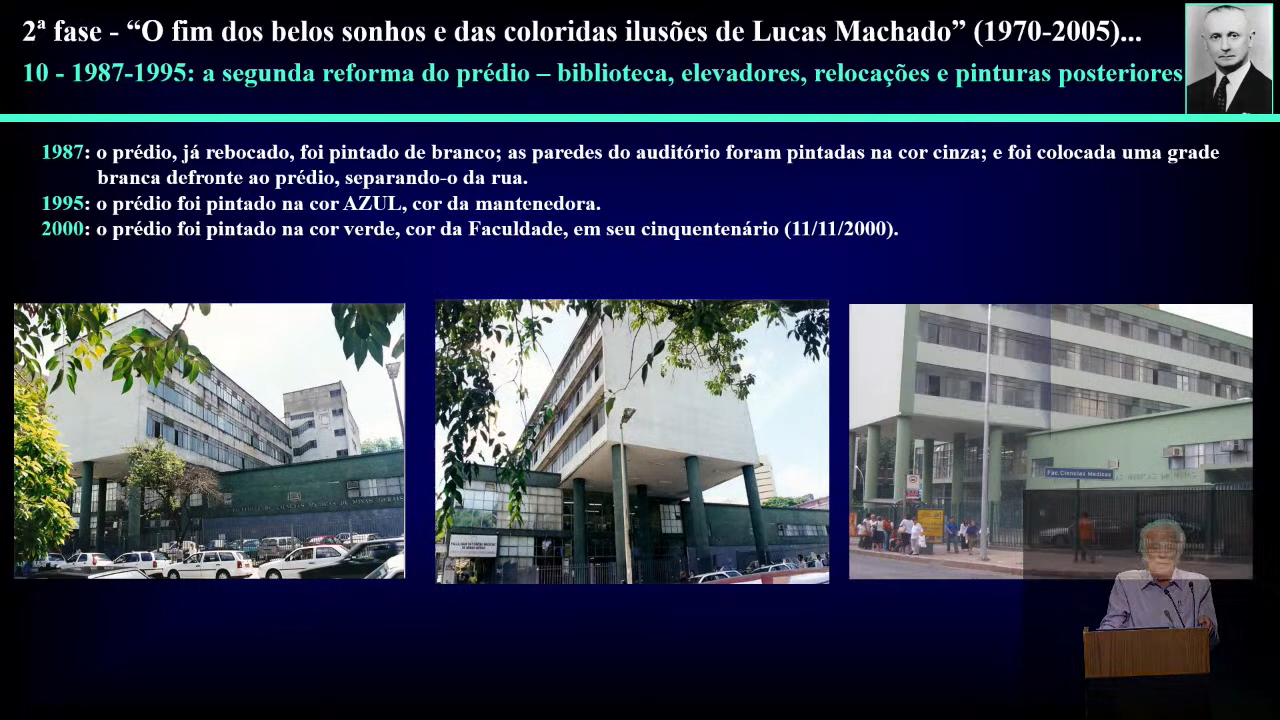 2ª fase - “O fim dos belos sonhos e das coloridas ilusões de Lucas Machado” (1970-2005)...
10 - 1987-1995: a segunda reforma do prédio – biblioteca, elevadores, relocações e pinturas posteriores
1987: o prédio, já rebocado, foi pintado de branco; as paredes do auditório foram pintadas na cor cinza; e foi colocada uma grade
branca defronte ao prédio, separando-o da rua.
1995: o prédio foi pintado na cor AZUL, cor da mantenedora.
2000: o prédio foi pintado na cor verde, cor da Faculdade, em seu cinquentenário (11/11/2000).
Fac.Ciencias Medicas